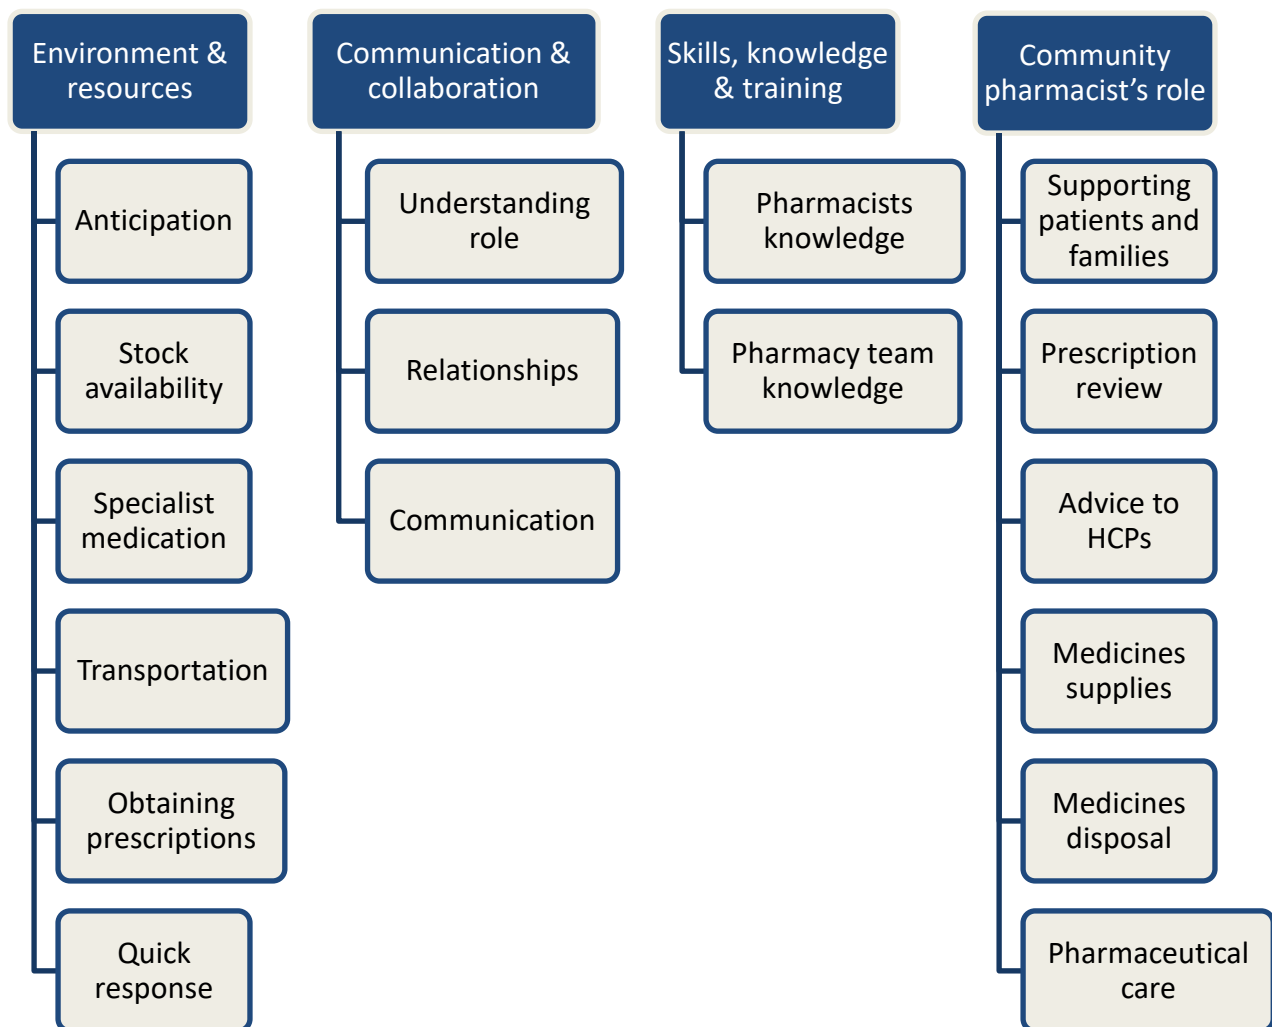 Environment &
resources
Anticipation
Stock
availability
Specialist
medication
Transportation
Obtaining
prescriptions
Quick
response
Communication &
collaboration
Understanding
role
Relationships
Communication
Skills, knowledge
& training
Pharmacists
knowledge
Pharmacy team
knowledge
Community
pharmacist’s role
Supporting
patients and
families
Prescription
review
Advice to
HCPs
Medicines
supplies
Medicines
disposal
Pharmaceutical
care